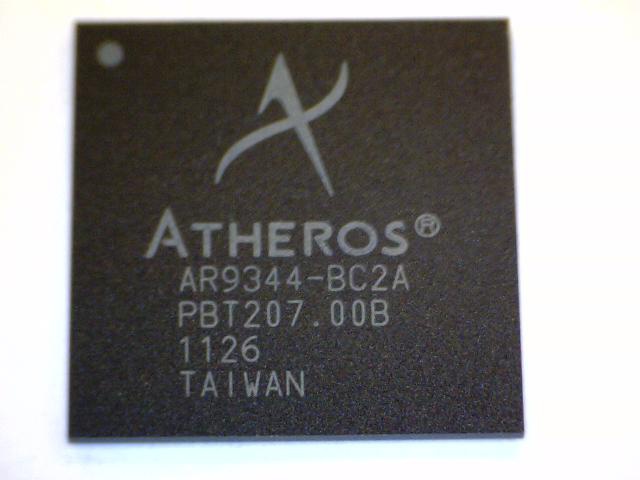 ATHEROS®
AR9344-BC2A
PBT207.00B
1126
TAIWAN